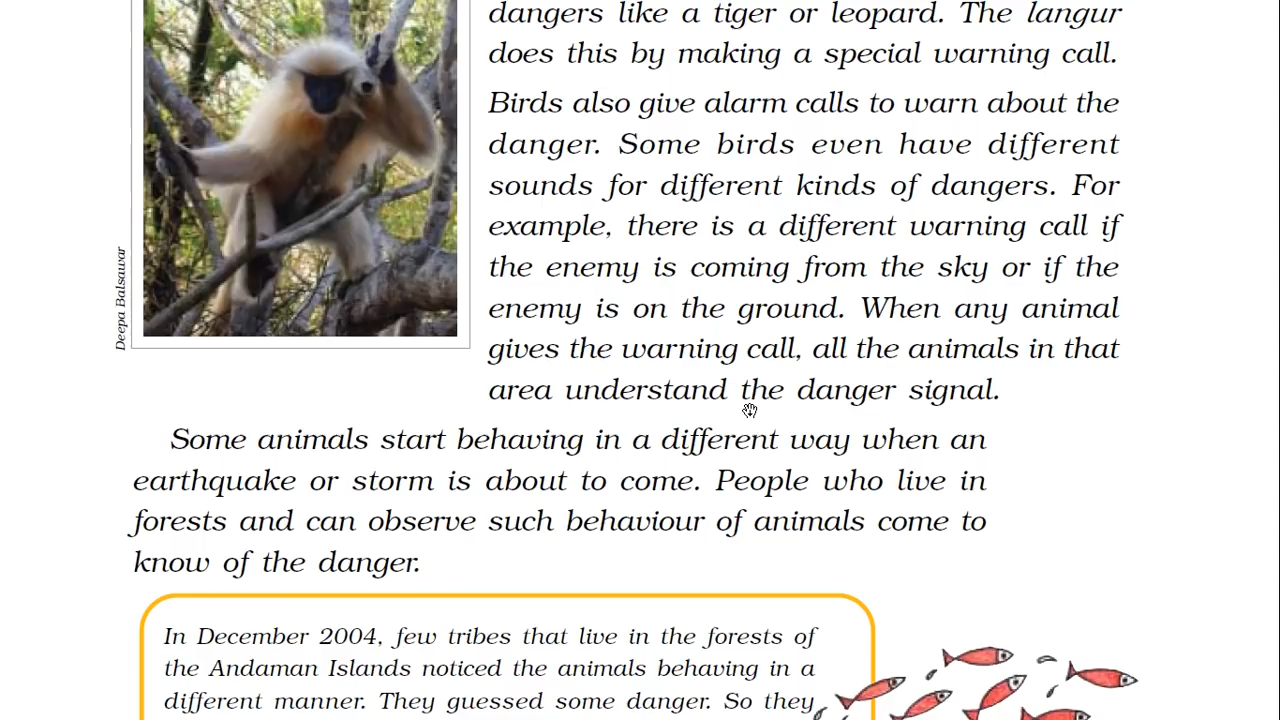 dangers like a tiger or leopard. The langur
does this by making a special warning call.
Birds also give alarm calls to warn about the
danger. Some birds even have different
sounds for different kinds of dangers. For
example, there is a different warning call if
the enemy is coming from the sky or if the
enemy is on the ground. When any animal
gives the warning call, all the animals in that
area understand the danger signal.
Deepa Balsawar
Some animals start behaving in a different way when an
earthquake or storm is about to come. People who live in
forests and can observe such behaviour of animals come to
know of the danger.
In December 2004, few tribes that live in the forests of
the Andaman Islands noticed the animals behaving in a
different manner. They guessed some danger. So they